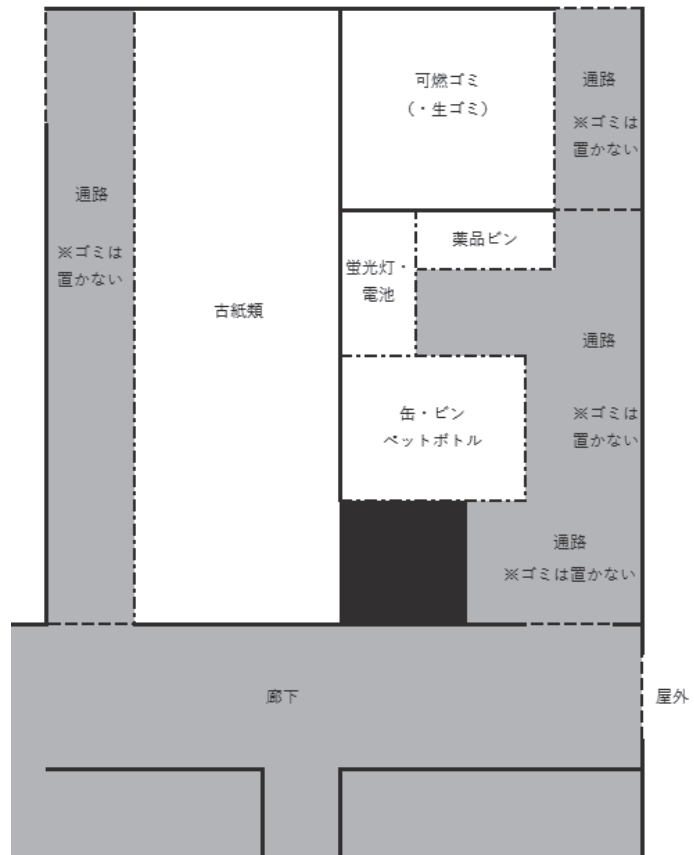 可燃ゴミ
（・生ゴミ）
通路
※ゴミは
置かない
通路
※ゴミは
置かない
古紙類
薬品ビン
蛍光灯・
電池
通路
※ゴミは
置かない
缶・ビン
ペットボトル
通路
※ゴミは置かない
廊下
屋外